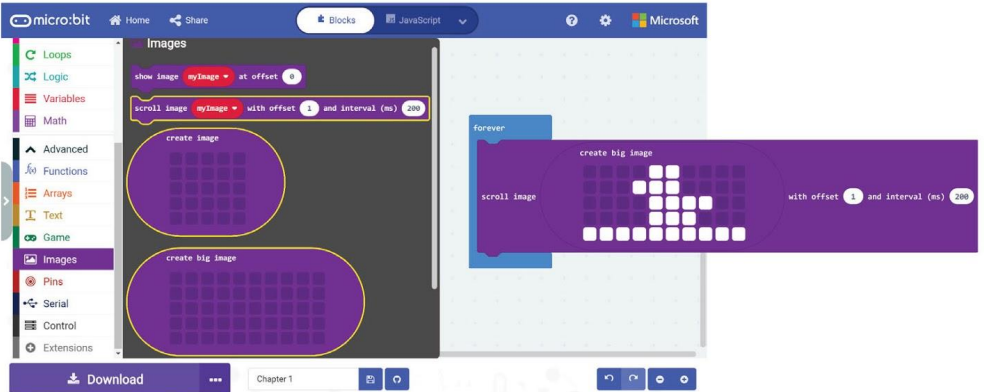 micro:bit Home Share Blocks JavaScript Microsoft
Loops
Logic
Variables
Math
Advanced
Functions
Arrays
Text
Game
Images
Pins
Serial
Control
Extensions
Images
show image myImage at offset 0
scroll image myImage with offset 1 and interval (ms) 200
create image
create big image
forever
create big image
scroll image with offset 1 and interval (ms) 200
Download Chapter 1